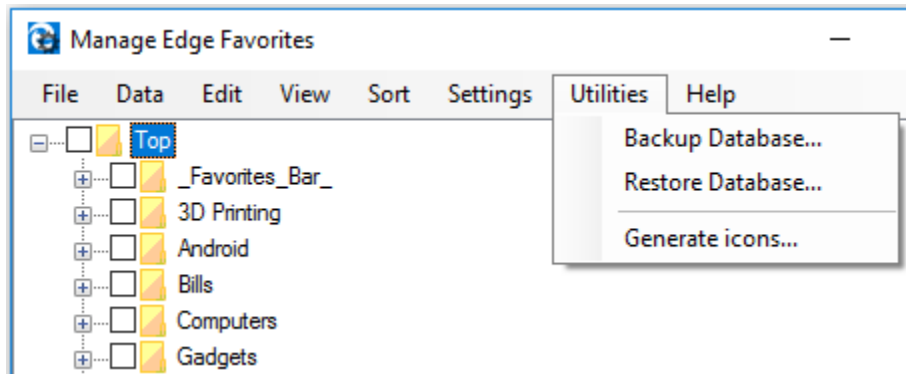 Manage Edge Favorites
File Data Edit View Sort Settings Utilities Help
Top
_Favorites_Bar_
3D Printing
Android
Bills
Computers
Gadgets
Backup Database...
Restore Database...
Generate icons...